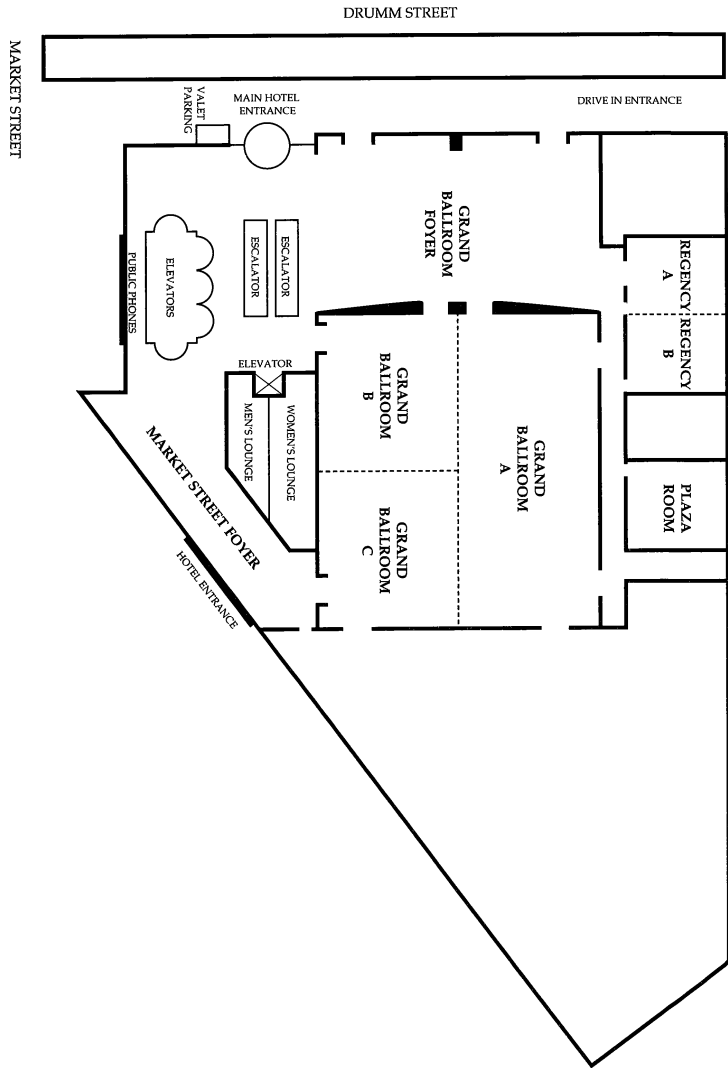 DRUMM STREET
MARKET STREET
VALET
PARKING
MAIN HOTEL
ENTRANCE
DRIVE IN ENTRANCE
GRAND
BALLROOM
FOYER
REGENCY
A
REGENCY
B
ESCALATOR
ESCALATOR
ELEVATORS
PUBLIC PHONES
ELEVATOR
WOMEN'S LOUNGE
MEN'S LOUNGE
GRAND
BALLROOM
B
GRAND
BALLROOM
A
GRAND
BALLROOM
C
PLAZA
ROOM
MARKET STREET FOYER
HOTEL ENTRANCE